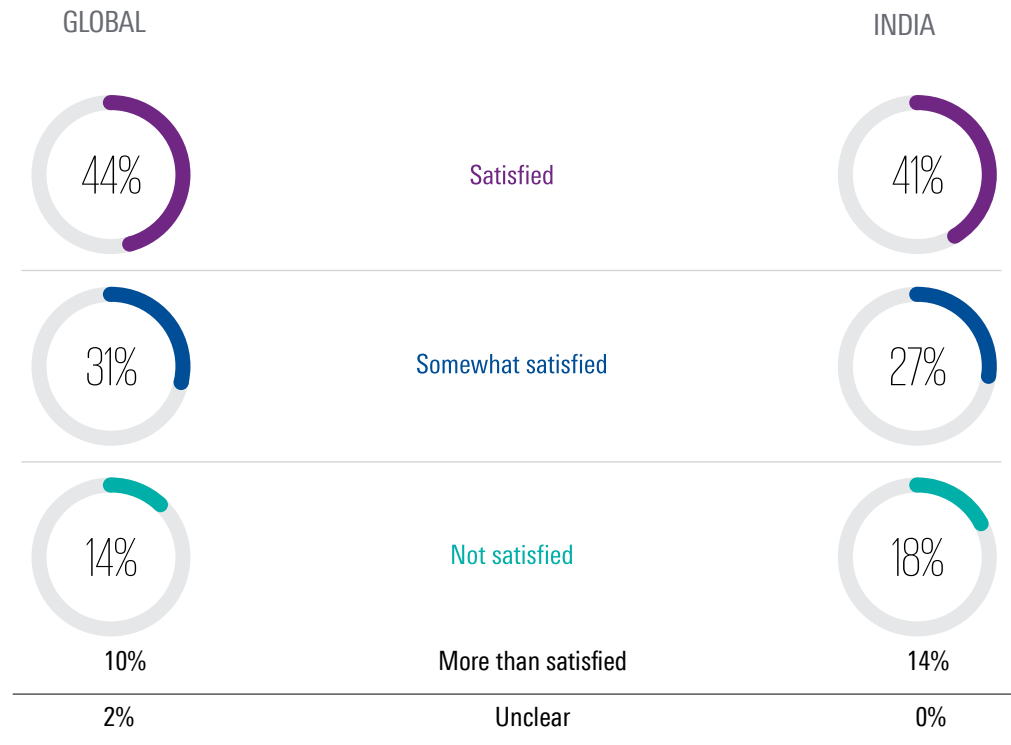 GLOBAL INDIA
44% Satisfied 41%
31% Somewhat satisfied 27%
14% Not satisfied 18%
10% More than satisfied 14%
2% Unclear 0%